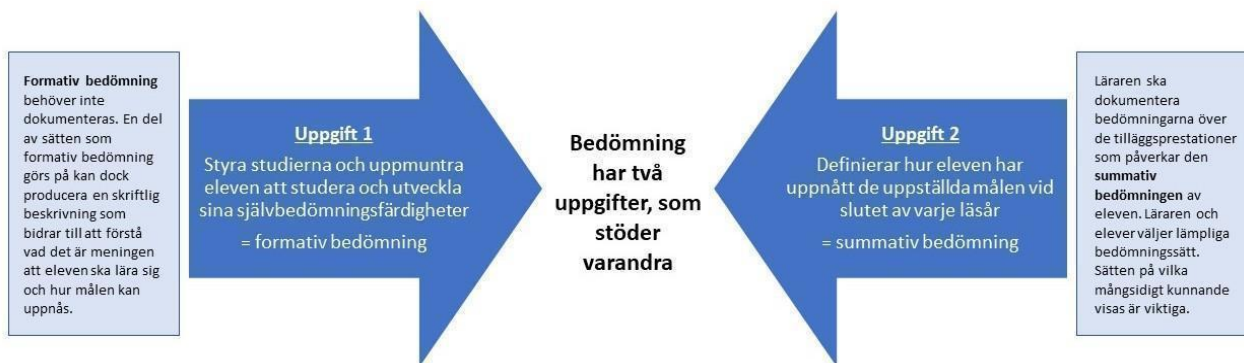 Formativ bedömning
behöver inte
dokumenteras. En del
av sätten som
formativ bedömning
görs på kan dock
producera en skriftlig
beskrivning som
bidrar till att förstå
vad det är meningen
att eleven ska lära sig
och hur målen kan
uppnås.
Uppgift 1
Styra studierna och uppmuntra
eleven att studera och utveckla
sina självbedömningsfärdigheter
= formativ bedömning
Bedömning
har två
uppgifter, som
stöder
varandra
Uppgift 2
Definierar hur eleven har
uppnått de uppställda målen vid
slutet av varje läsår
= summativ bedömning
Läraren ska
dokumentera
bedömningarna över
de tilläggsprestationer
som påverkar den
summativ
bedömningen av
eleven. Läraren och
elever väljer lämpliga
bedömningssätt.
Sätten på vilka
mångsidigt kunnande
visas är viktiga.